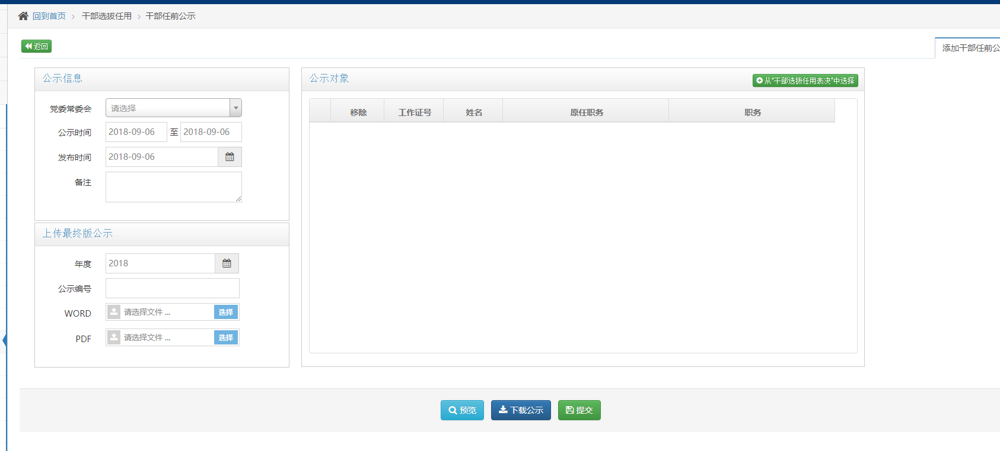 回到首页 > 干部选拔任用 > 干部任前公示
返回
添加干部任前公
公示信息
党委常委会 请选择
公示时间 2018-09-06 至 2018-09-06
发布时间 2018-09-06
备注
上传最终版公示
年度 2018
公示编号
WORD 请选择文件 ... 选择
PDF 请选择文件 ... 选择
公示对象
从“干部选拔任用表决”中选择
移除 工作证号 姓名 原任职务 职务
预览 下载公示 提交